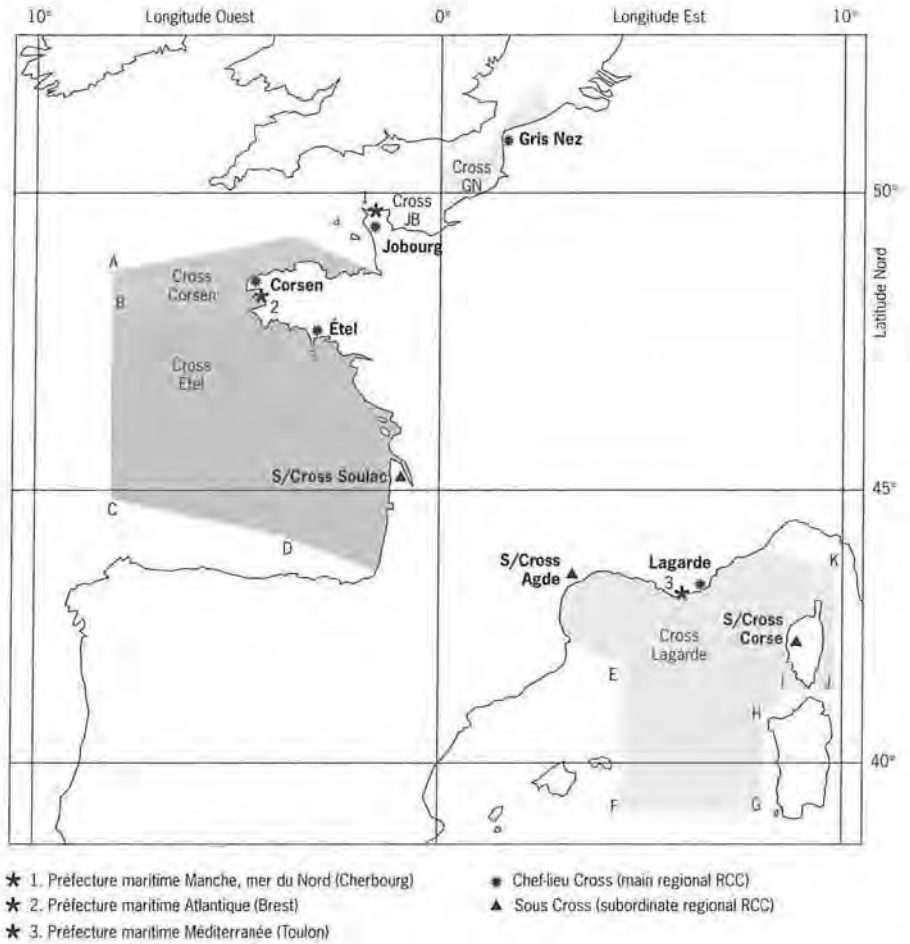 10° Longitude Ouest 0° Longitude Est 10°
Gris Nez
Cross
GN
50°
1
Cross
JB
Jobourg
Latitude Nord
A
Cross
Corsen
Corsen
B
2
Étel
Cross
Etel
S/Cross Soulac
45°
C
D
S/Cross
Agde
Lagarde
3
K
S/Cross
Corse
Cross
Lagarde
E
I
J
H
40°
F
G
1. Préfecture maritime Manche, mer du Nord (Cherbourg)
2. Préfecture maritime Atlantique (Brest)
3. Préfecture maritime Méditerranée (Toulon)
Chef-lieu Cross (main regional RCC)
Sous Cross (subordinate regional RCC)